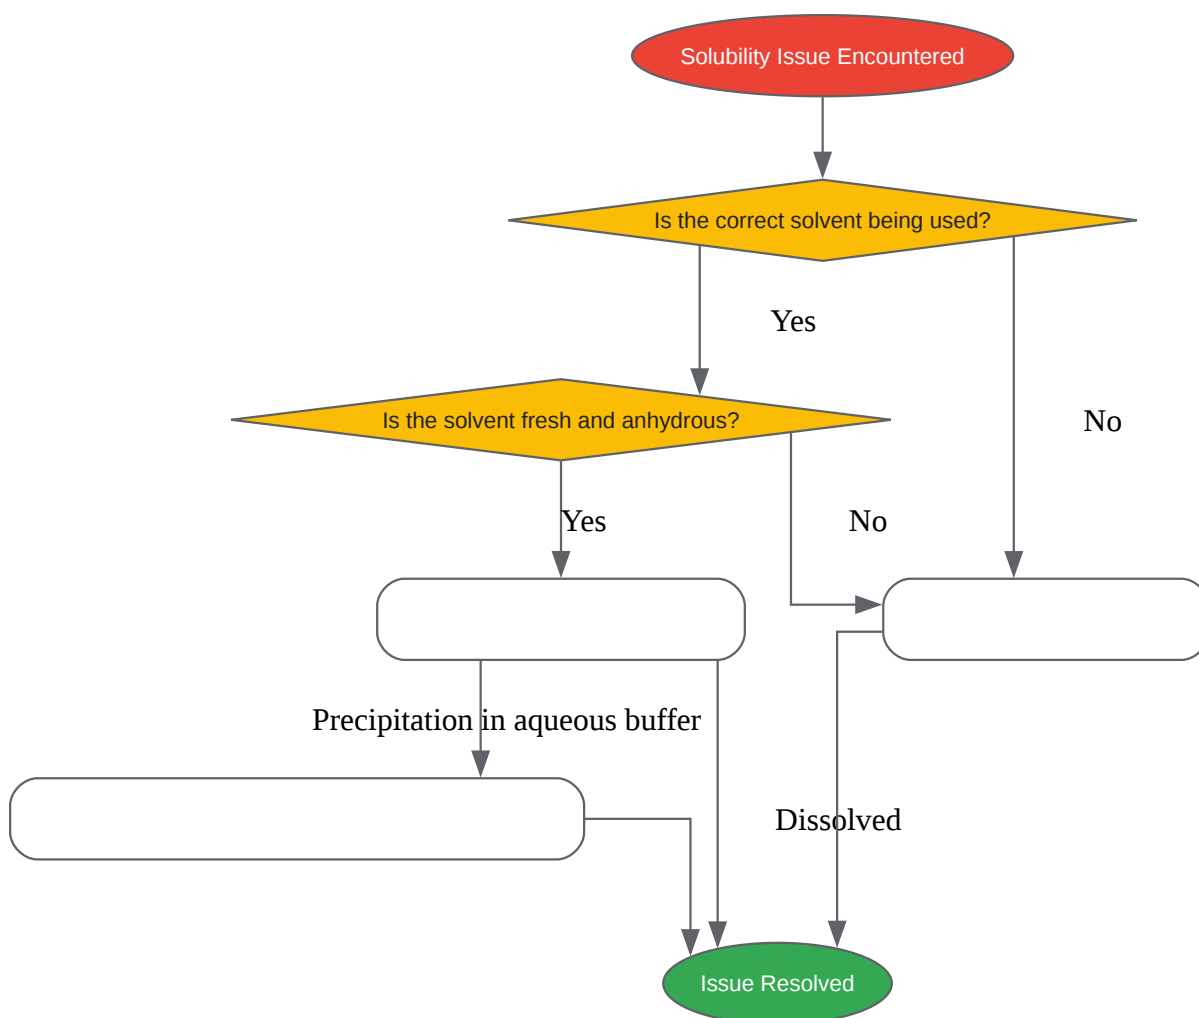 Solubility Issue Encountered
Is the correct solvent being used?
Yes
Is the solvent fresh and anhydrous?
No
Yes
No
Precipitation in aqueous buffer
Dissolved
Issue Resolved